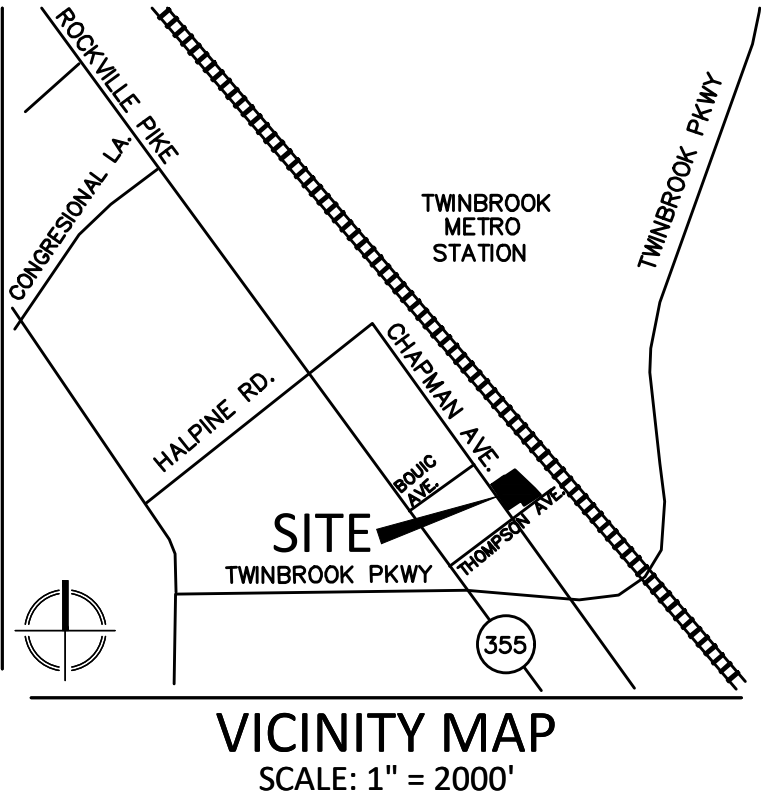 ROCKVILLE PIKE
CONGRESIONAL LA.
TWINBROOK PKWY
TWINBROOK
METRO
STATION
CHAPMAN AVE.
HALPINE RD.
BOUIC
AVE.
SITE
THOMPSON AVE.
TWINBROOK PKWY
355
VICINITY MAP
SCALE: 1" = 2000'